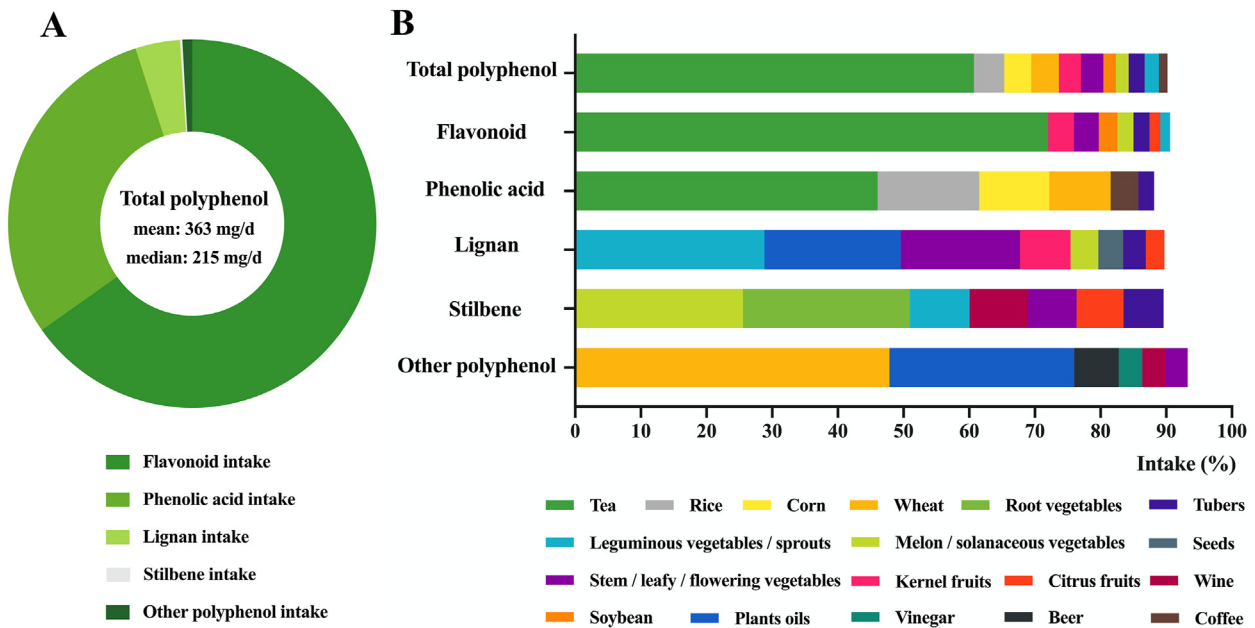 A
Total polyphenol
mean: 363 mg/d
median: 215 mg/d
Flavonoid intake
Phenolic acid intake
Lignan intake
Stilbene intake
Other polyphenol intake
B
Total polyphenol
Flavonoid
Phenolic acid
Lignan
Stilbene
Other polyphenol
0 10 20 30 40 50 60 70 80 90 100
Intake (%)
Tea Rice Corn Wheat Root vegetables Tubers
Leguminous vegetables / sprouts Melon / solanaceous vegetables Seeds
Stem / leafy / flowering vegetables Kernel fruits Citrus fruits Wine
Soybean Plants oils Vinegar Beer Coffee